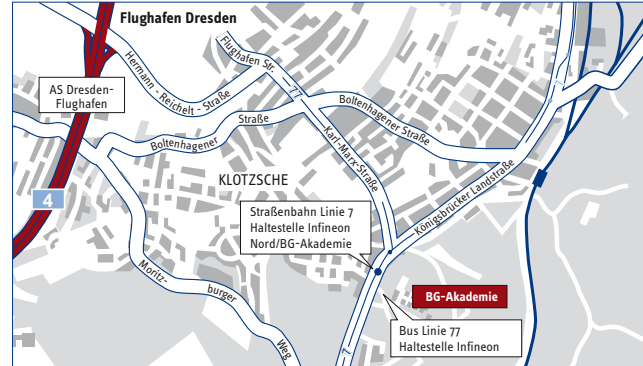 Flughafen Dresden
Flughafen Str.
Hermann - Reichelt - Straße
AS Dresden-
Flughafen
77
Boltenhagener Straße
Boltenhagener Straße
Karl-Marx-Straße
KLOTZSCHE
4
Königsbrücker Landstraße
Straßenbahn Linie 7
Haltestelle Infineon
Nord/BG-Akademie
Moritz-
burger
Weg
BG-Akademie
Bus Linie 77
Haltestelle Infineon
7